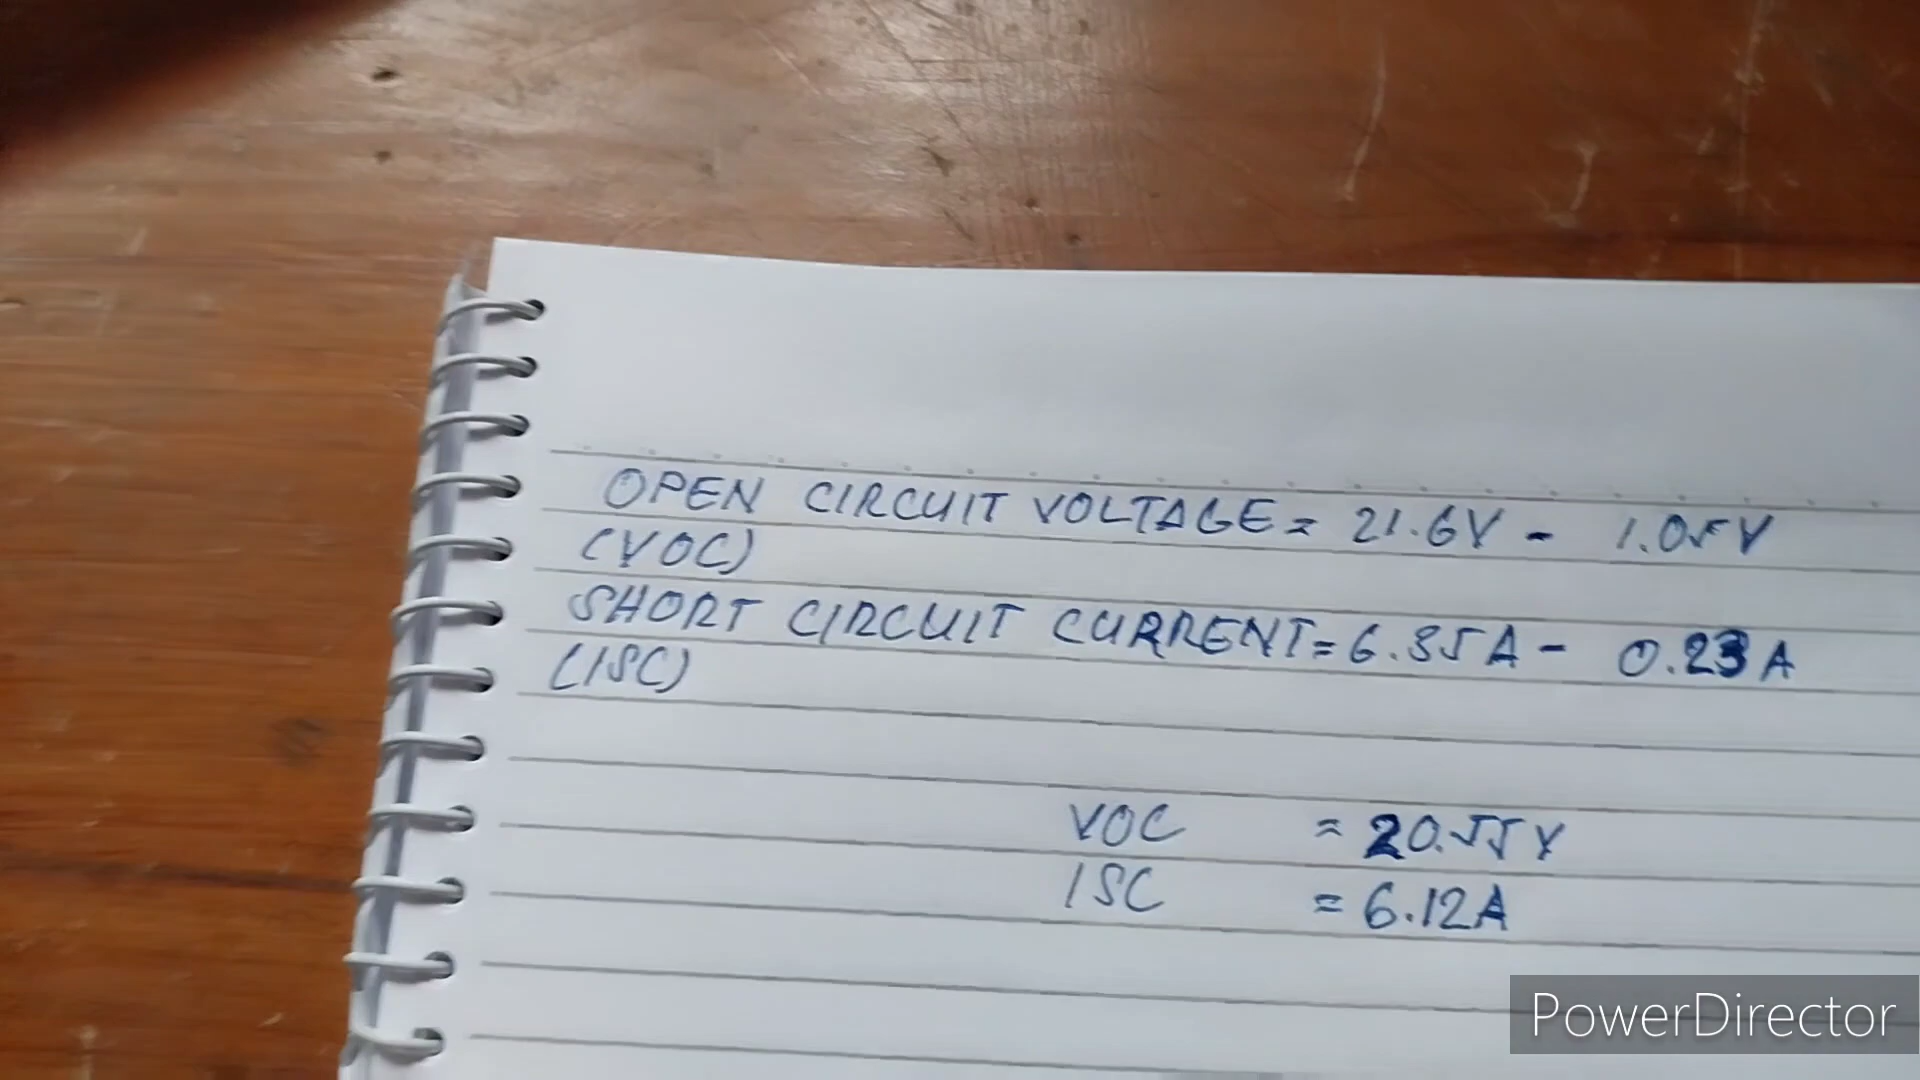 OPEN CIRCUIT VOLTAGE = 21.6V - 1.05V
(VOC)
SHORT CIRCUIT CURRENT = 6.35A - 0.23A
(ISC)
VOC = 20.55V
ISC = 6.12A
PowerDirector